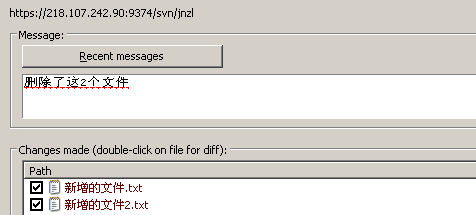 https://218.107.242.90:9374/svn/jnzl
Message:
Recent messages
删除了这2个文件
Changes made (double-click on file for diff):
Path
新增的文件.txt
新增的文件2.txt